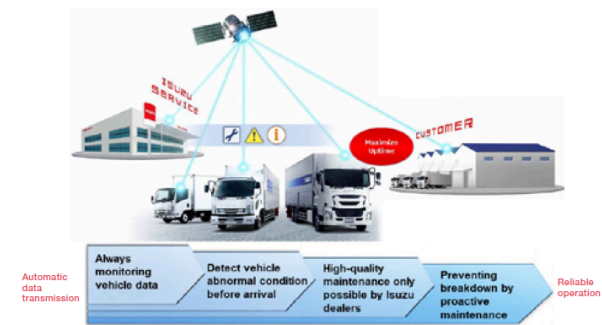 ISUZU
SERVICE
CUSTOMER
Maximize
Uptime
Automatic
data
transmission
Always
monitoring
vehicle data
Detect vehicle
abnormal condition
before arrival
High-quality
maintenance only
possible by Isuzu
dealers
Preventing
breakdown by
proactive
maintenance
Reliable
operation